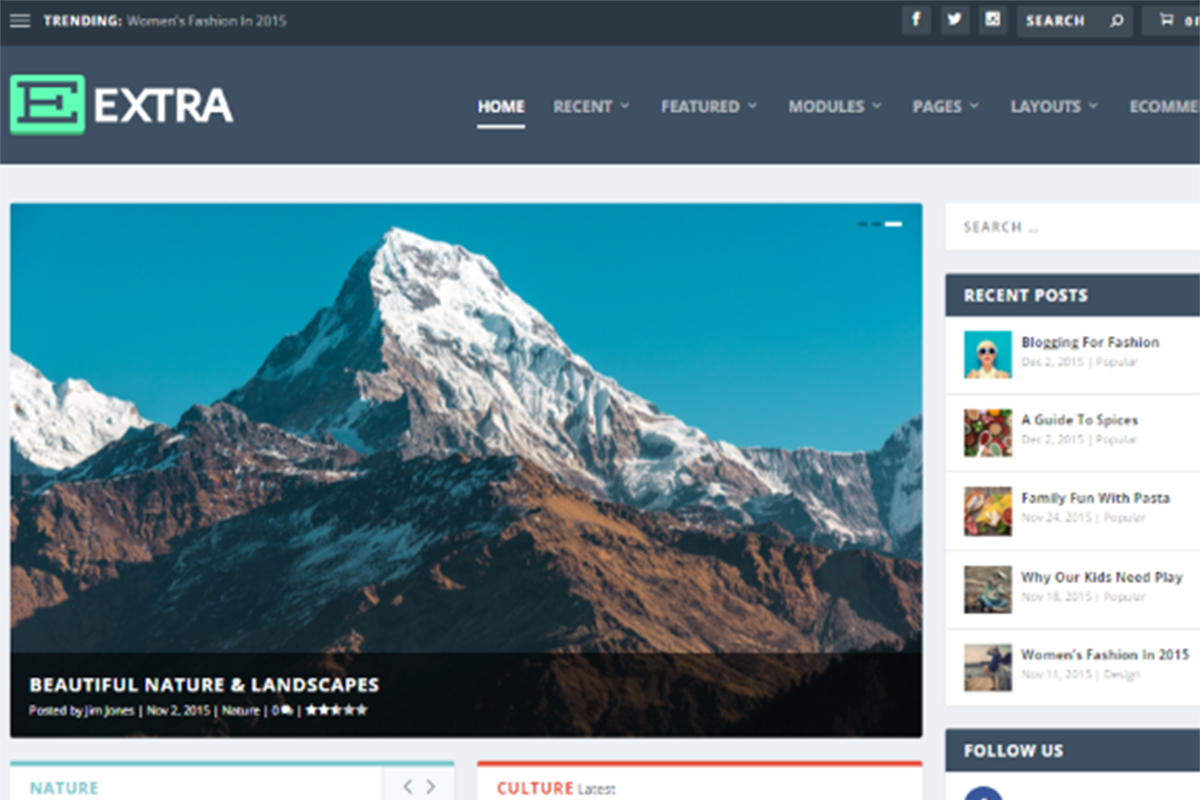 TRENDING: Women's Fashion In 2015
SEARCH
E EXTRA
HOME RECENT FEATURED MODULES PAGES LAYOUTS ECOMME
BEAUTIFUL NATURE & LANDSCAPES
Posted by Jim Jones | Nov 2, 2015 | Nature | 0 |
NATURE
CULTURE Latest
SEARCH …
RECENT POSTS
Blogging For Fashion
Dec 2, 2015 | Popular
A Guide To Spices
Dec 2, 2015 | Popular
Family Fun With Pasta
Nov 24, 2015 | Popular
Why Our Kids Need Play
Nov 18, 2015 | Popular
Women's Fashion In 2015
Nov 11, 2015 | Design
FOLLOW US